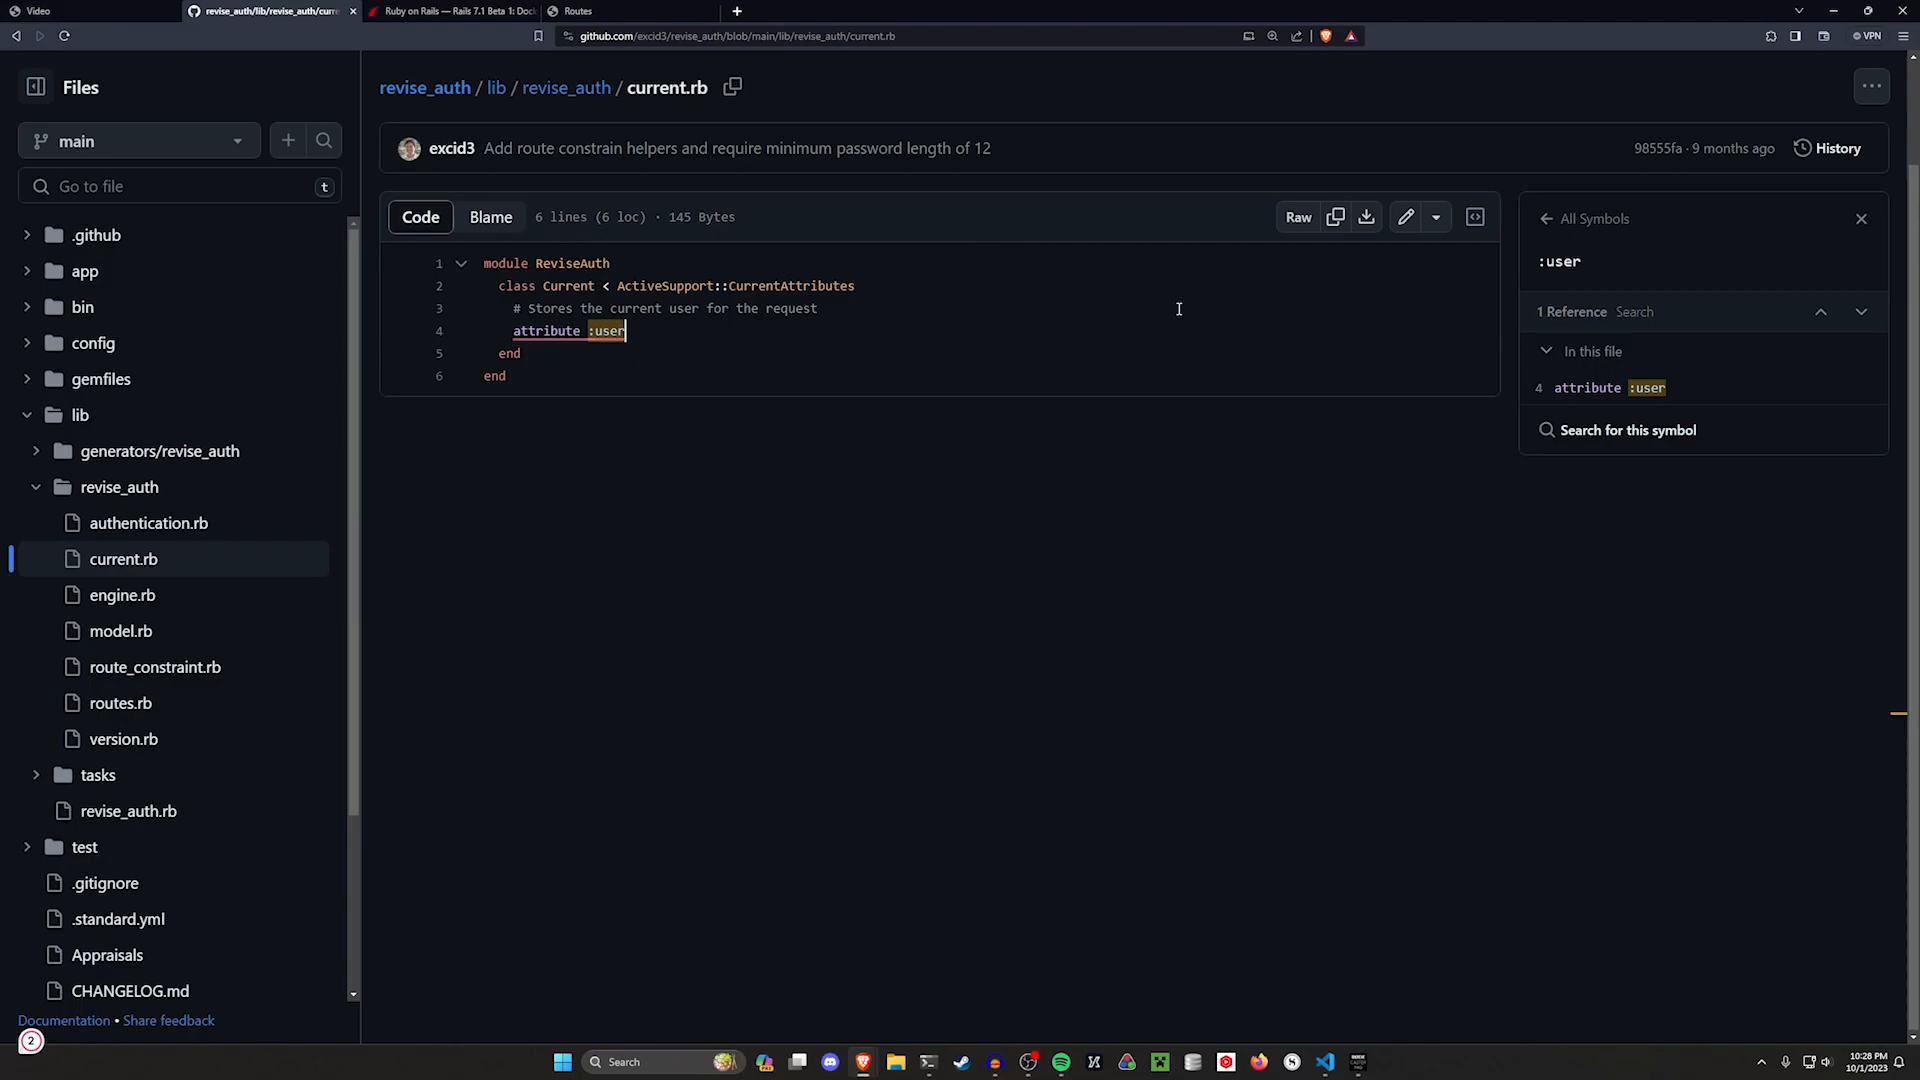 Video
revise_auth/lib/revise_auth/curre
Ruby on Rails — Rails 7.1 Beta 1: Dock
Routes
github.com/excid3/revise_auth/blob/main/lib/revise_auth/current.rb
VPN
Files
main
Go to file
t
.github
app
bin
config
gemfiles
lib
generators/revise_auth
revise_auth
authentication.rb
current.rb
engine.rb
model.rb
route_constraint.rb
routes.rb
version.rb
tasks
revise_auth.rb
test
.gitignore
.standard.yml
Appraisals
CHANGELOG.md
Documentation • Share feedback
2
revise_auth / lib / revise_auth / current.rb
excid3 Add route constrain helpers and require minimum password length of 12
98555fa · 9 months ago
History
Code Blame 6 lines (6 loc) · 145 Bytes
Raw
1 module ReviseAuth
2 class Current < ActiveSupport::CurrentAttributes
3 # Stores the current user for the request
4 attribute :user
5 end
6 end
All Symbols
:user
1 Reference Search
In this file
4 attribute :user
Search for this symbol
Search
10:28 PM
10/1/2023